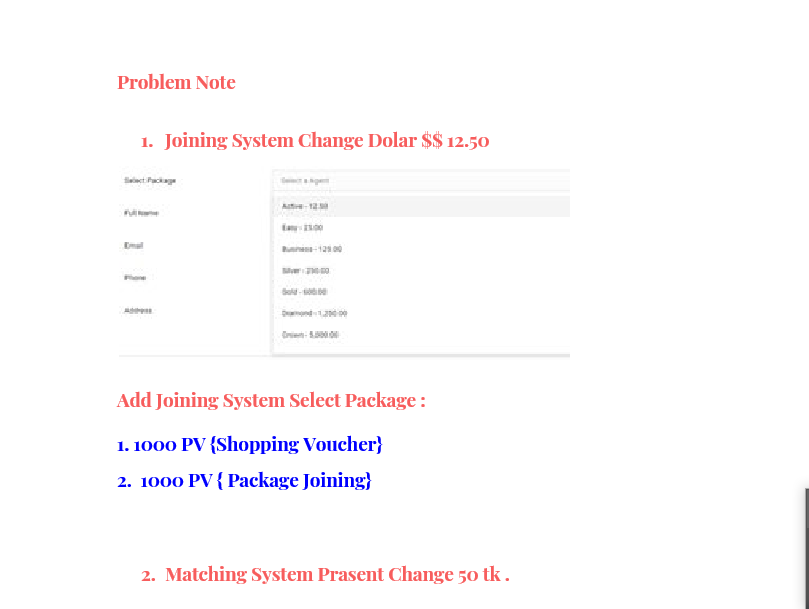 Problem Note
1. Joining System Change Dolar $$ 12.50
Select Package
Select a Agent
Active - 12.50
Full Name
Easy - 25.00
Email
Business - 125.00
Phone
Silver - 250.00
Gold - 600.00
Address
Diamond - 1,200.00
Crown - 5,000.00
Add Joining System Select Package :
1. 1000 PV {Shopping Voucher}
2. 1000 PV { Package Joining}
2. Matching System Prasent Change 50 tk .